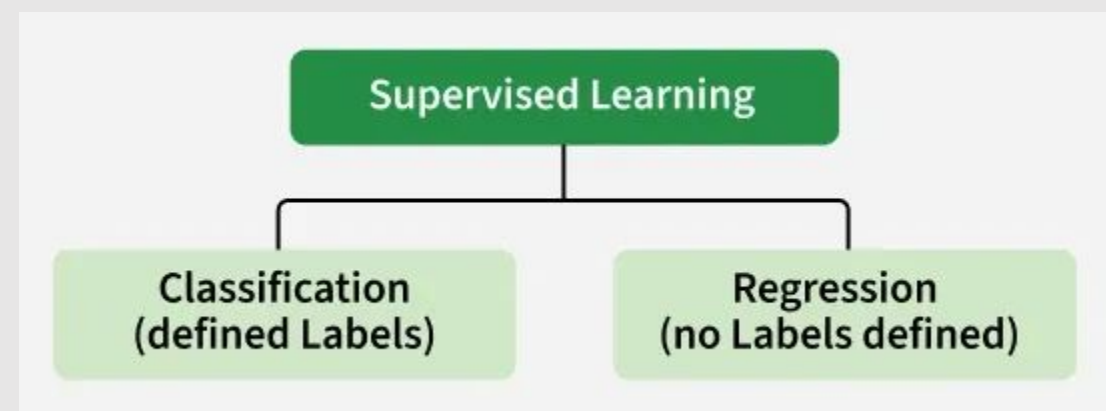 Supervised Learning
Classification
(defined Labels)
Regression
(no Labels defined)